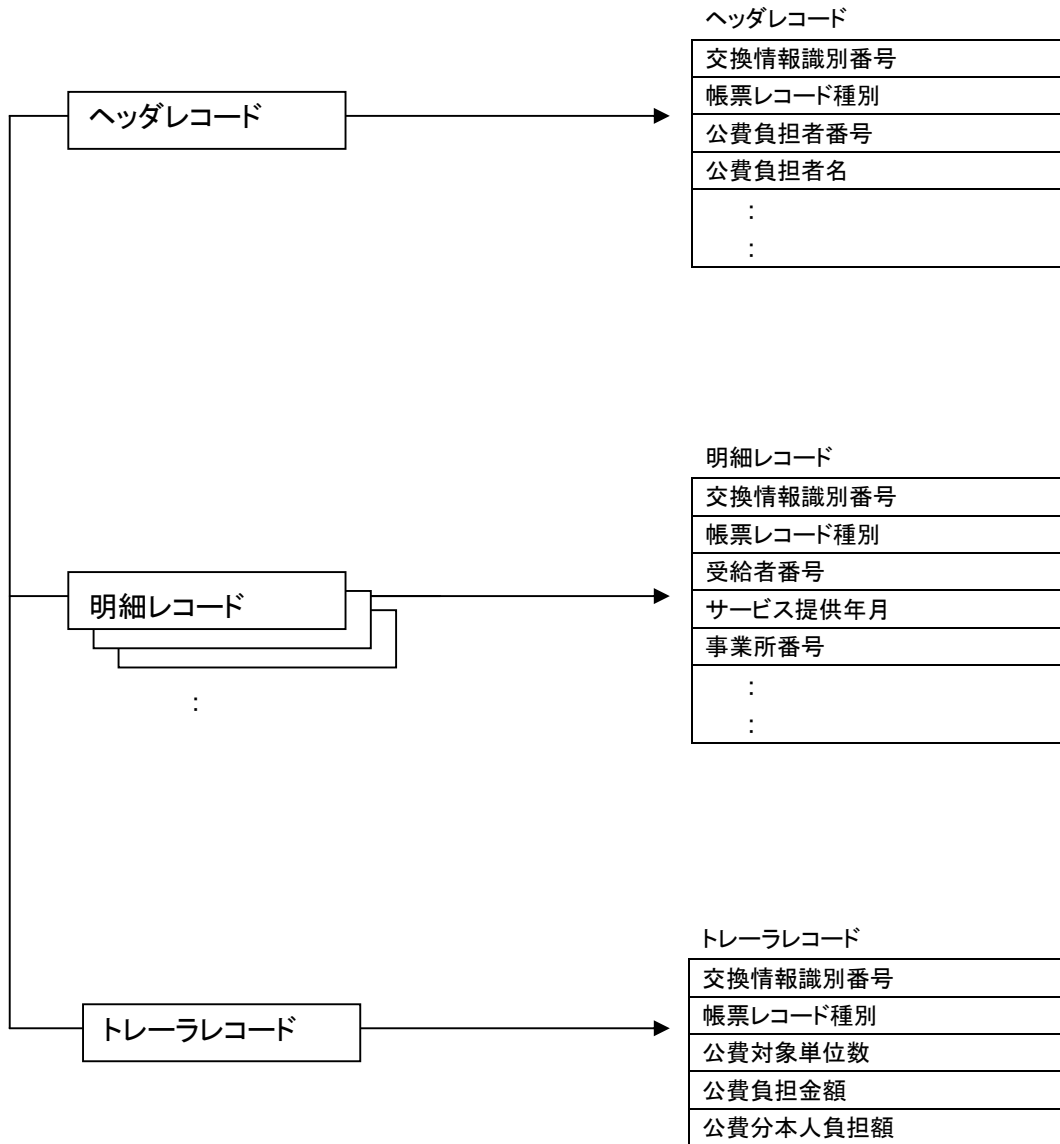 ヘッダレコード
ヘッダレコード
交換情報識別番号
帳票レコード種別
公費負担者番号
公費負担者名
:
:
明細レコード
:
明細レコード
交換情報識別番号
帳票レコード種別
受給者番号
サービス提供年月
事業所番号
:
:
トレーラレコード
トレーラレコード
交換情報識別番号
帳票レコード種別
公費対象単位数
公費負担金額
公費分本人負担額